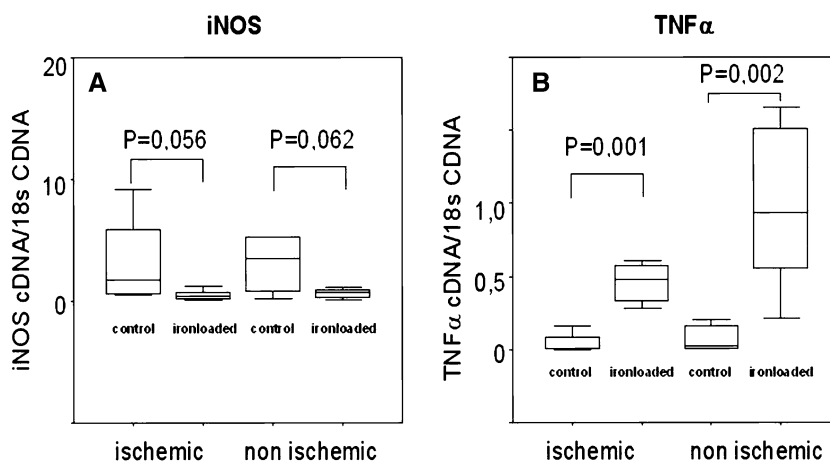 iNOS
A
20
10
0
iNOS cDNA/18s CDNA
P=0,056
P=0,062
control
ironloaded
control
ironloaded
ischemic
non ischemic
TNFα
B
1,0
0,5
0
TNFα cDNA/18s CDNA
P=0,001
P=0,002
control
ironloaded
control
ironloaded
ischemic
non ischemic